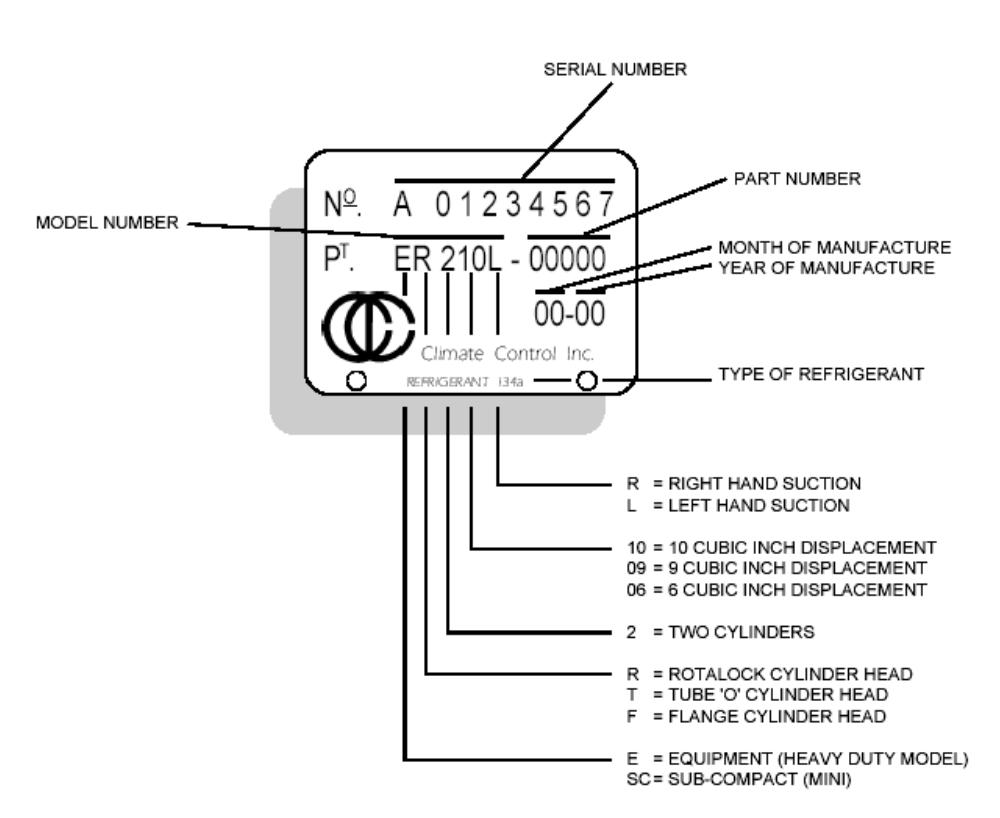 SERIAL NUMBER
Nº. A 01234567
PART NUMBER
MODEL NUMBER
Pᵀ. ER 210L - 00000
MONTH OF MANUFACTURE
YEAR OF MANUFACTURE
00-00
Climate Control Inc.
REFRIGERANT 134a
TYPE OF REFRIGERANT
R = RIGHT HAND SUCTION
L = LEFT HAND SUCTION
10 = 10 CUBIC INCH DISPLACEMENT
09 = 9 CUBIC INCH DISPLACEMENT
06 = 6 CUBIC INCH DISPLACEMENT
2 = TWO CYLINDERS
R = ROTALOCK CYLINDER HEAD
T = TUBE 'O' CYLINDER HEAD
F = FLANGE CYLINDER HEAD
E = EQUIPMENT (HEAVY DUTY MODEL)
SC = SUB-COMPACT (MINI)